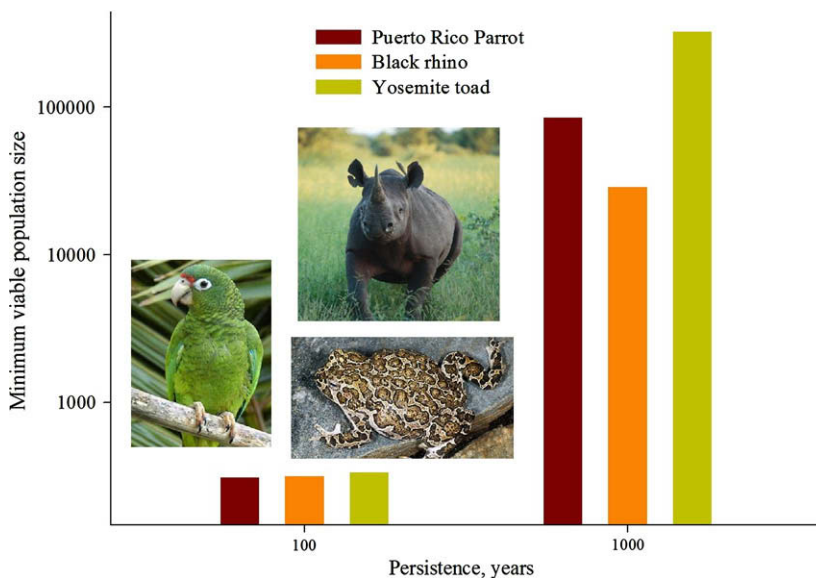 Puerto Rico Parrot
Black rhino
Yosemite toad
Minimum viable population size
100000
10000
1000
100
1000
Persistence, years